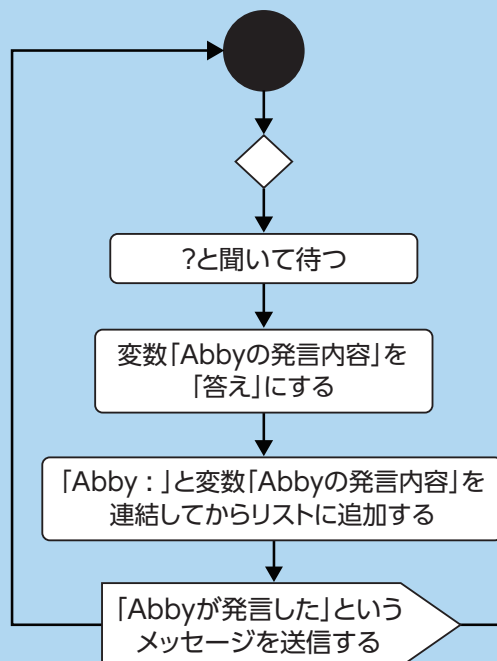 ?と聞いて待つ
変数｢Abbyの発言内容｣を
｢答え｣にする
｢Abby：｣と変数｢Abbyの発言内容｣を
連結してからリストに追加する
｢Abbyが発言した｣という
メッセージを送信する